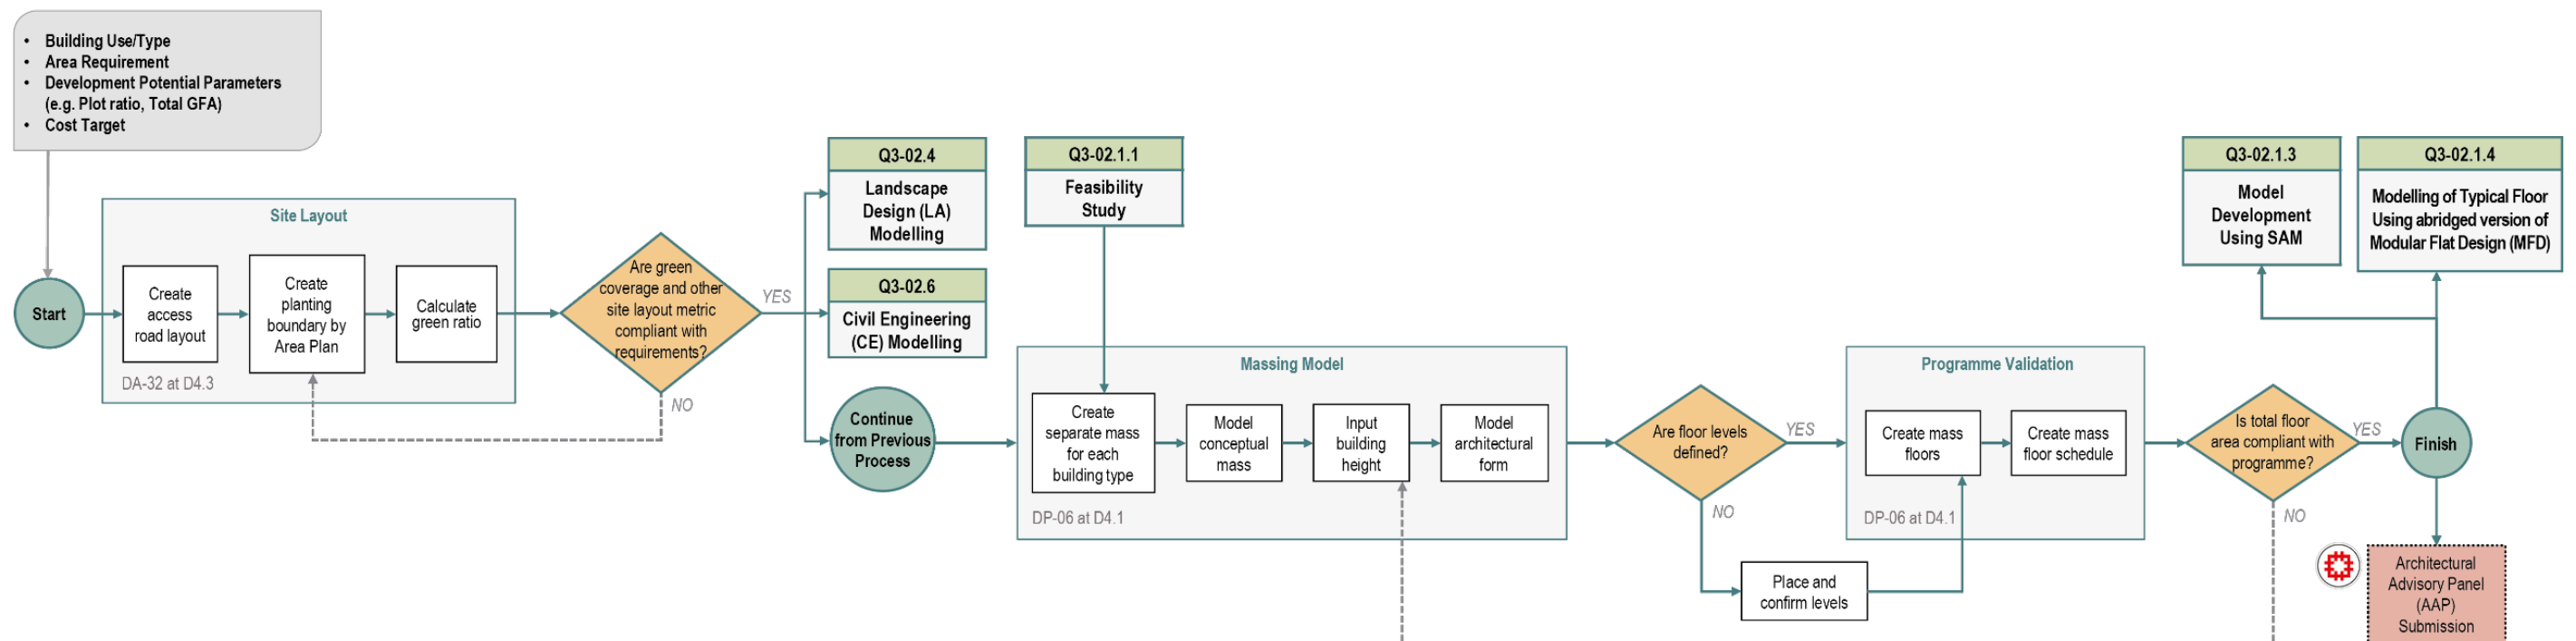 • Building Use/Type
• Area Requirement
• Development Potential Parameters
(e.g. Plot ratio, Total GFA)
• Cost Target
Start
Site Layout
Create
access
road layout
Create
planting
boundary by
Area Plan
Calculate
green ratio
DA-32 at D4.3
Are green
coverage and other
site layout metric
compliant with
requirements?
YES
NO
Q3-02.4
Landscape
Design (LA)
Modelling
Q3-02.6
Civil Engineering
(CE) Modelling
Continue
from Previous
Process
Q3-02.1.1
Feasibility
Study
Massing Model
Create
separate mass
for each
building type
Model
conceptual
mass
Input
building
height
Model
architectural
form
DP-06 at D4.1
Are floor levels
defined?
YES
NO
Place and
confirm levels
Programme Validation
Create mass
floors
Create mass
floor schedule
DP-06 at D4.1
Is total floor
area compliant with
programme?
YES
NO
Finish
Q3-02.1.3
Model
Development
Using SAM
Q3-02.1.4
Modelling of Typical Floor
Using abridged version of
Modular Flat Design (MFD)
Architectural
Advisory Panel
(AAP)
Submission